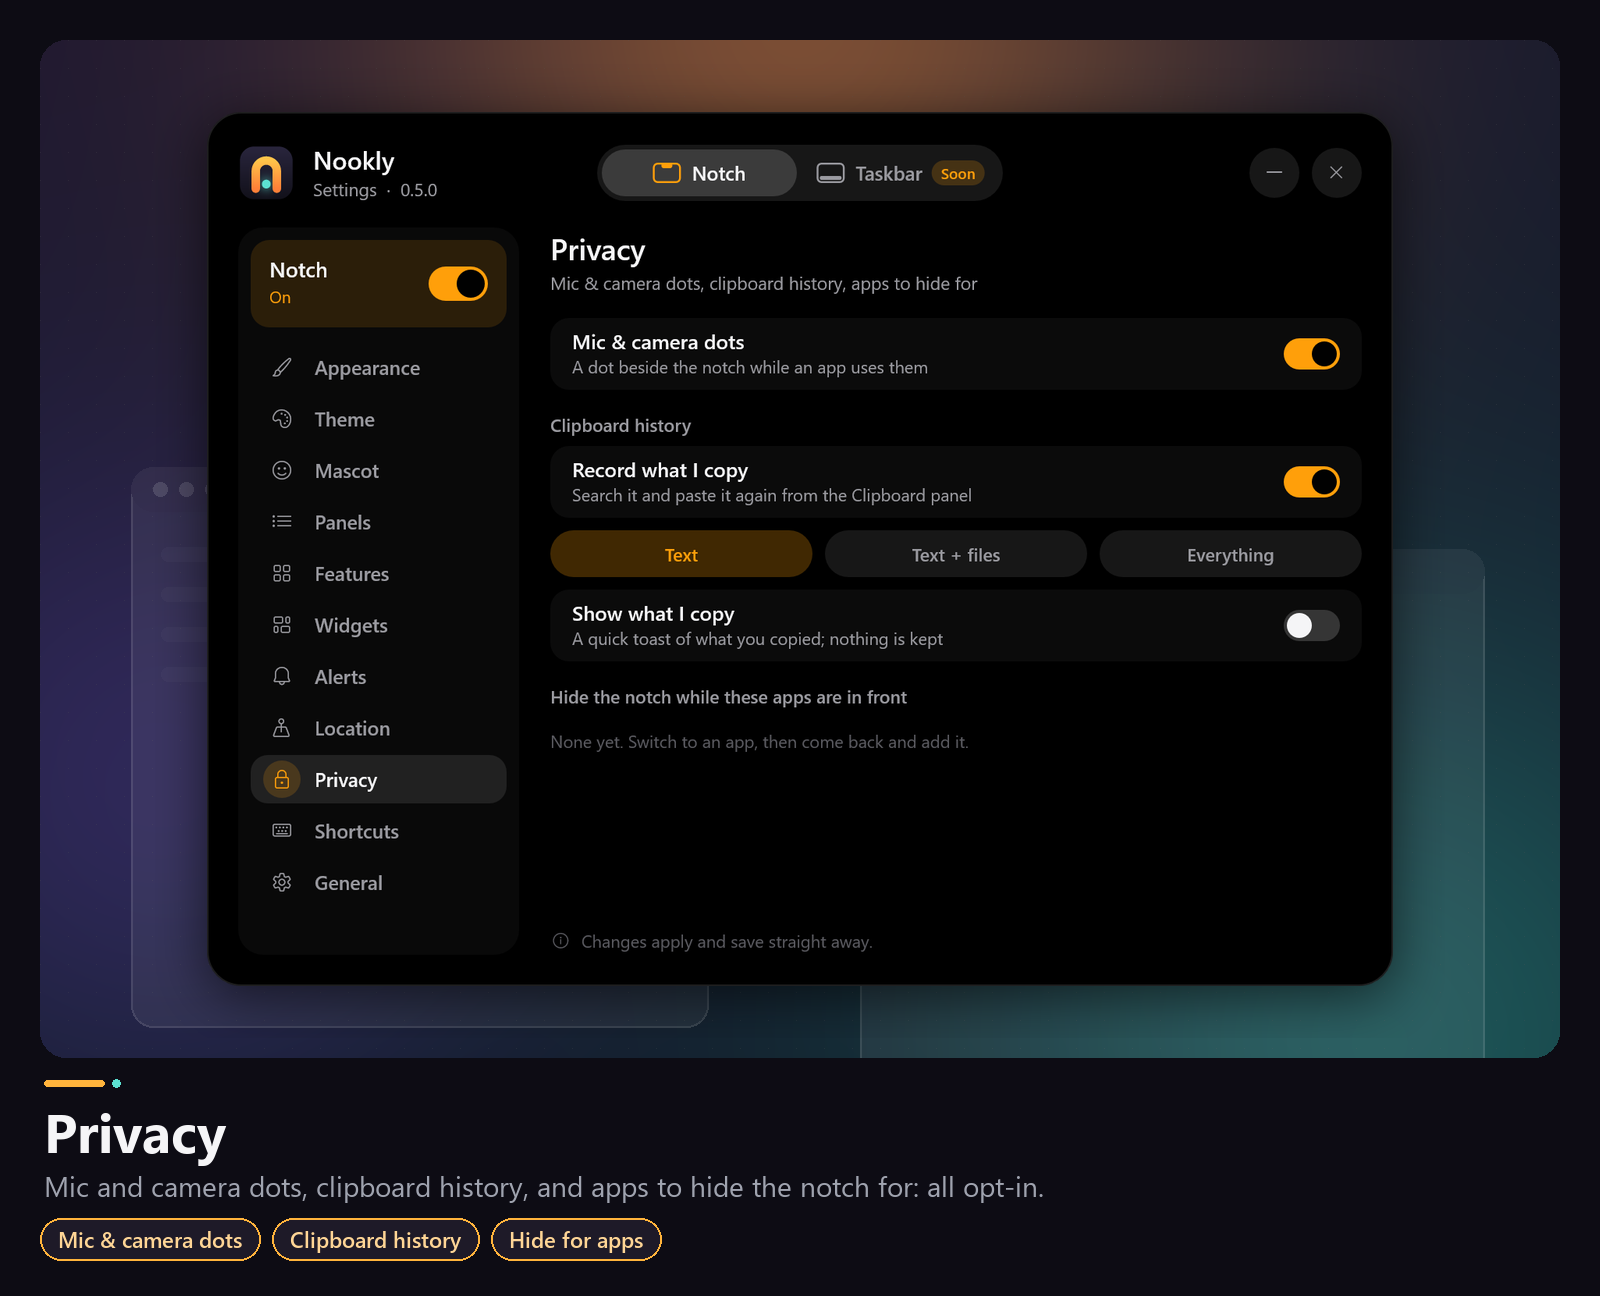 Nookly
Settings · 0.5.0
Notch
Taskbar Soon
Notch
On
Appearance
Theme
Mascot
Panels
Features
Widgets
Alerts
Location
Privacy
Shortcuts
General
Privacy
Mic & camera dots, clipboard history, apps to hide for
Mic & camera dots
A dot beside the notch while an app uses them
Clipboard history
Record what I copy
Search it and paste it again from the Clipboard panel
Text
Text + files
Everything
Show what I copy
A quick toast of what you copied; nothing is kept
Hide the notch while these apps are in front
None yet. Switch to an app, then come back and add it.
Changes apply and save straight away.
Privacy
Mic and camera dots, clipboard history, and apps to hide the notch for: all opt-in.
Mic & camera dots
Clipboard history
Hide for apps